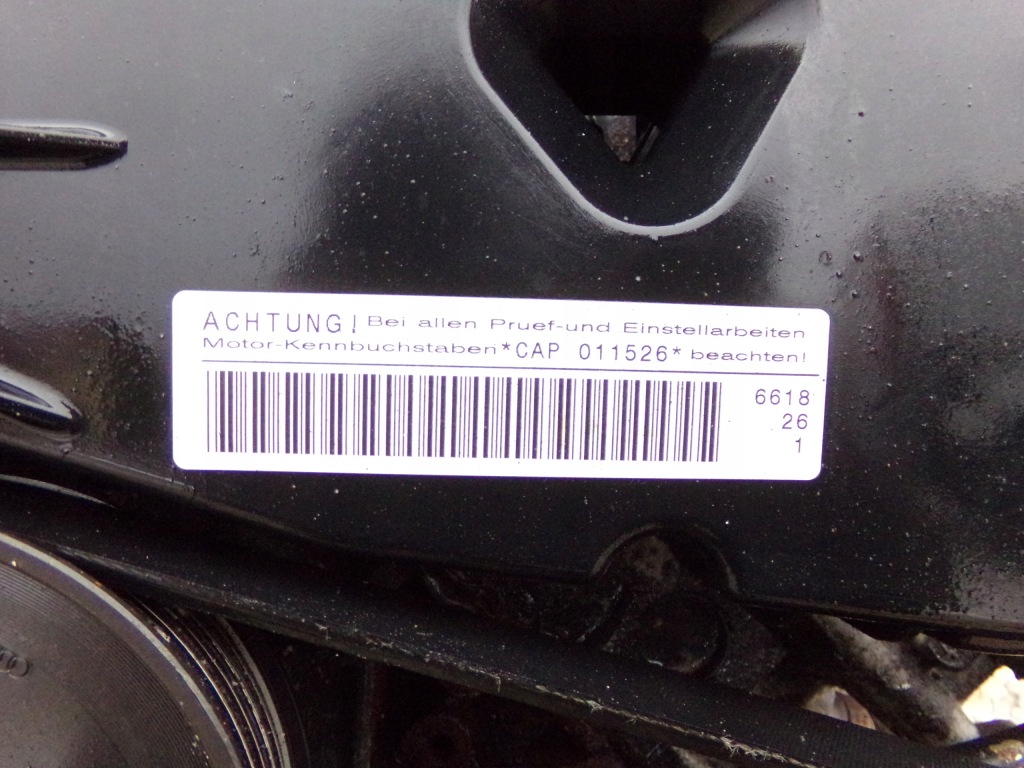 ACHTUNG! Bei allen Pruef-und Einstellarbeiten
Motor-Kennbuchstaben *CAP 011526* beachten!
6618
26
1